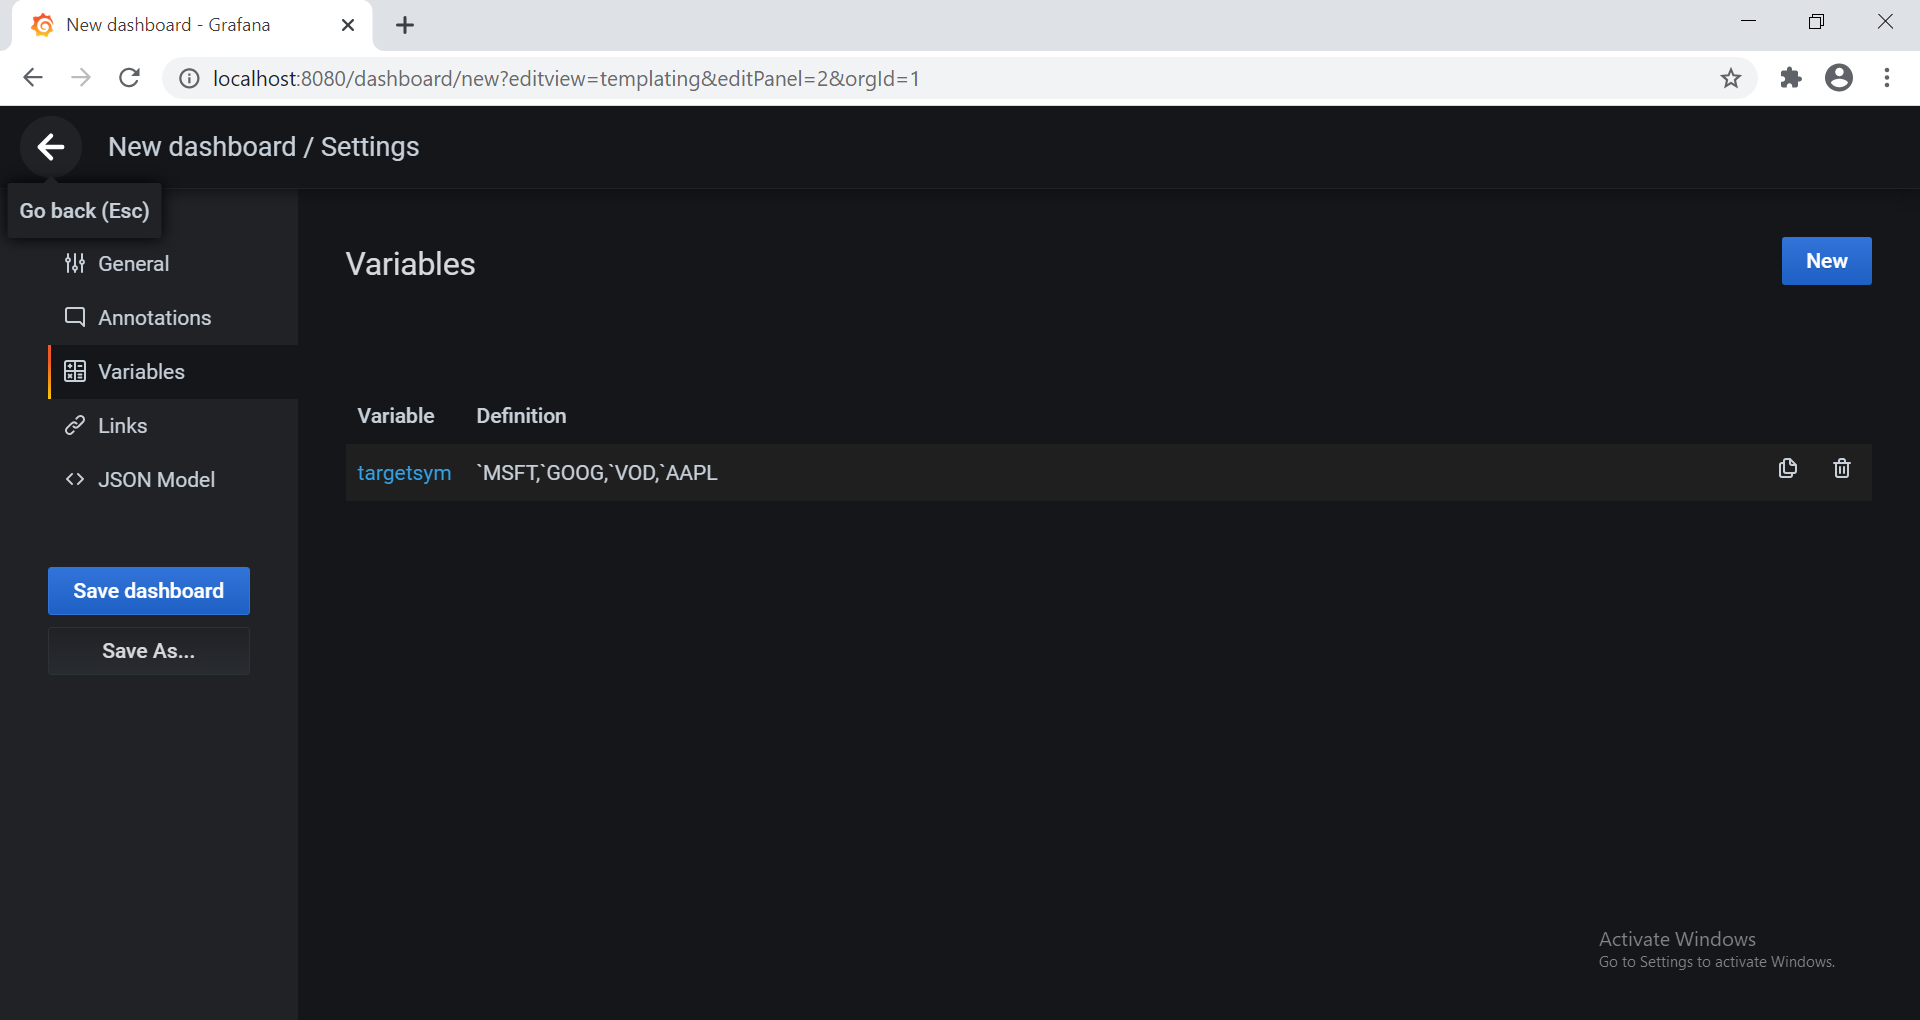 New dashboard - Grafana
localhost:8080/dashboard/new?editview=templating&editPanel=2&orgId=1
New dashboard / Settings
Go back (Esc)
General
Annotations
Variables
Links
JSON Model
Save dashboard
Save As...
Variables
New
Variable Definition
targetsym `MSFT,`GOOG,`VOD,`AAPL
Activate Windows
Go to Settings to activate Windows.